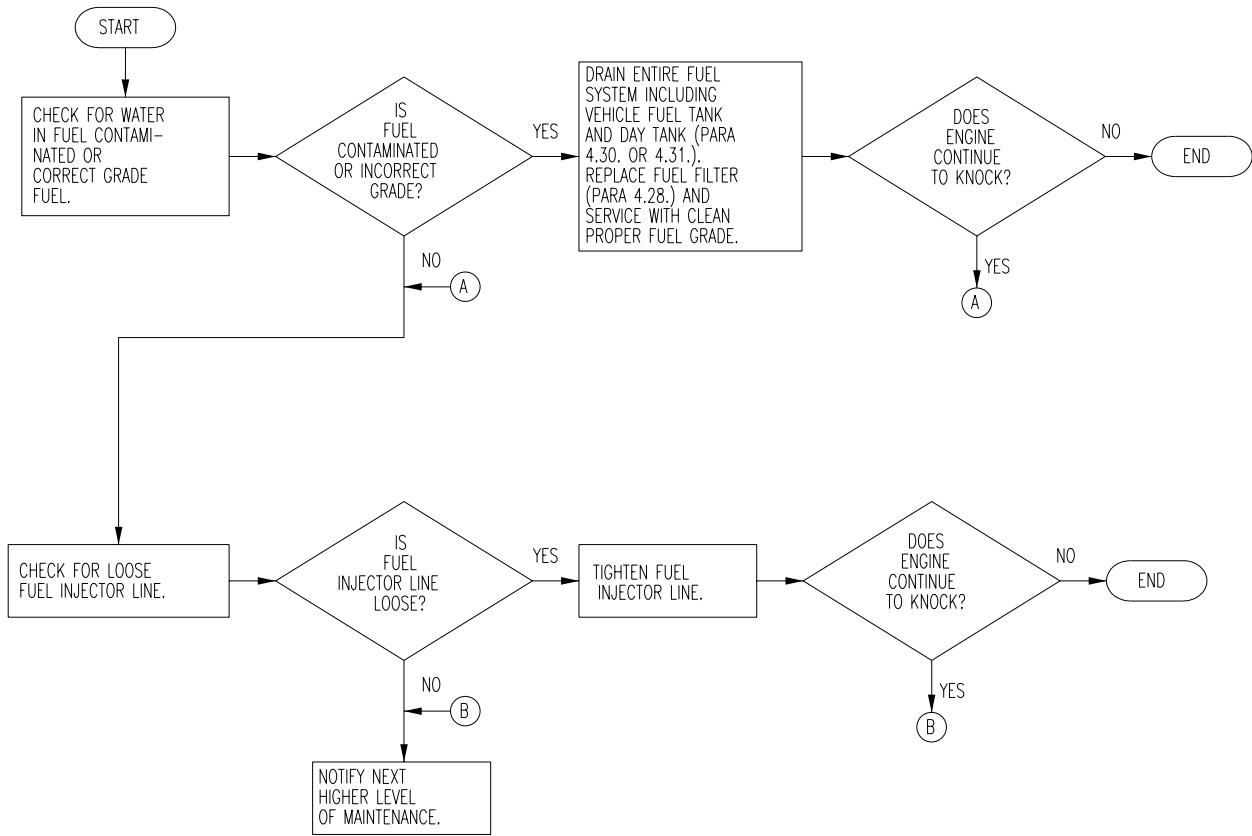 START
CHECK FOR WATER
IN FUEL CONTAMI-
NATED OR
CORRECT GRADE
FUEL.
IS
FUEL
CONTAMINATED
OR INCORRECT
GRADE?
YES
DRAIN ENTIRE FUEL
SYSTEM INCLUDING
VEHICLE FUEL TANK
AND DAY TANK (PARA
4.30. OR 4.31.).
REPLACE FUEL FILTER
(PARA 4.28.) AND
SERVICE WITH CLEAN
PROPER FUEL GRADE.
DOES
ENGINE
CONTINUE
TO KNOCK?
NO
END
NO
A
YES
A
CHECK FOR LOOSE
FUEL INJECTOR LINE.
IS
FUEL
INJECTOR LINE
LOOSE?
YES
TIGHTEN FUEL
INJECTOR LINE.
DOES
ENGINE
CONTINUE
TO KNOCK?
NO
END
NO
B
YES
B
NOTIFY NEXT
HIGHER LEVEL
OF MAINTENANCE.